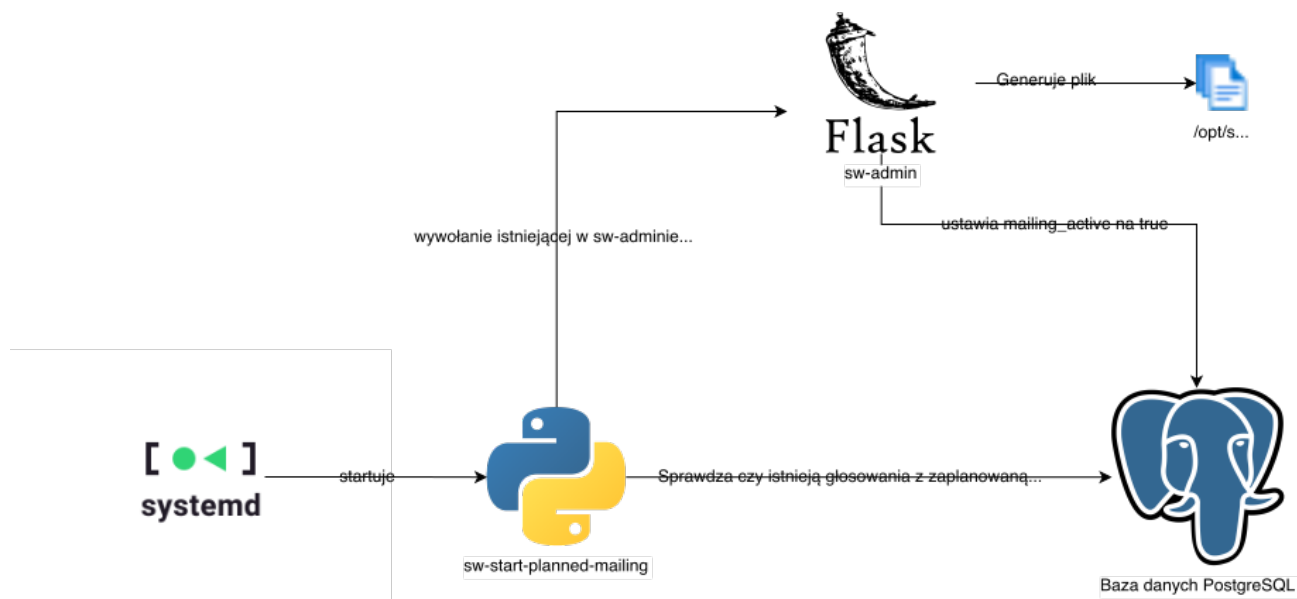 Generuje plik
/opt/s...
Flask
sw-admin
ustawia mailing_active na true
wywołanie istniejącej w sw-adminie...
[ ] systemd
startuje
Sprawdza czy istnieją głosowania z zaplanowaną...
sw-start-planned-mailing
Baza danych PostgreSQL